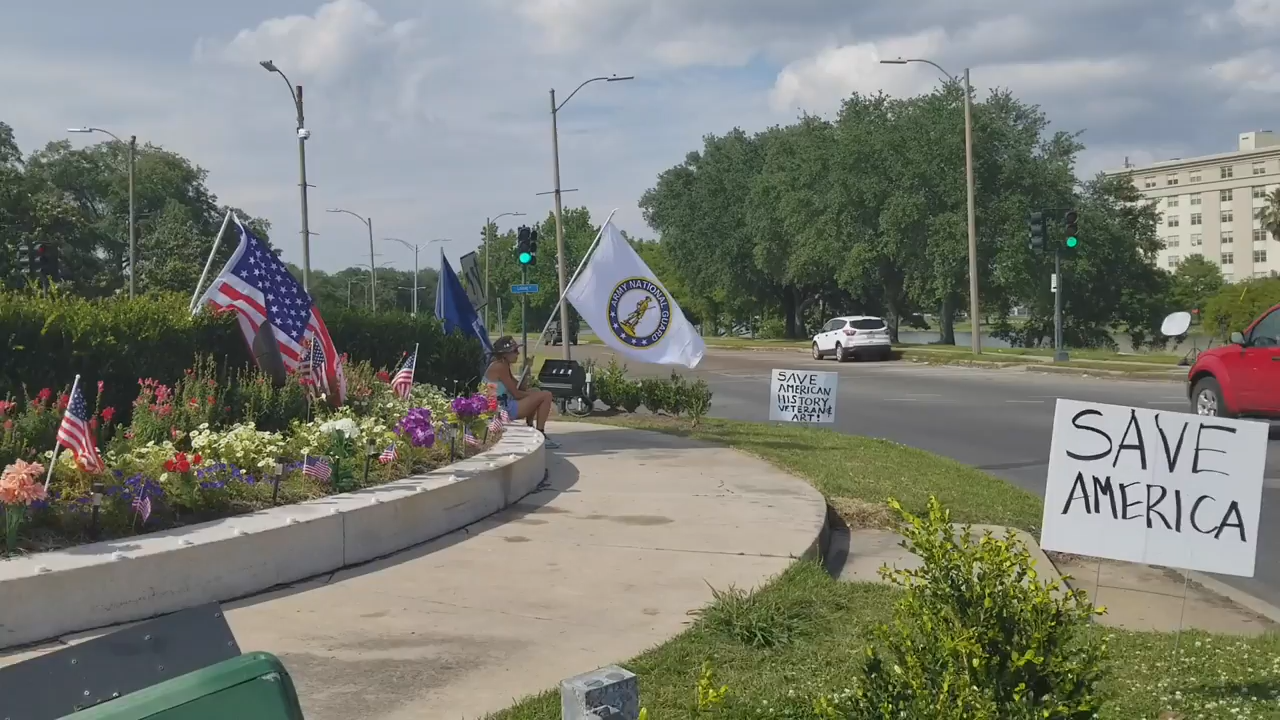 ARMY NATIONAL GUARD
SAVE
AMERICAN
HISTORY
VETERANS
ART!
SAVE
AMERICA